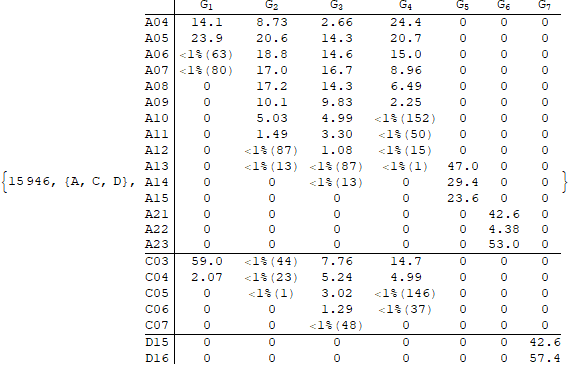 G1 G2 G3 G4 G5 G6 G7
A04 14.1 8.73 2.66 24.4 0 0 0
A05 23.9 20.6 14.3 20.7 0 0 0
A06 <1%(63) 18.8 14.6 15.0 0 0 0
A07 <1%(80) 17.0 16.7 8.96 0 0 0
A08 0 17.2 14.3 6.49 0 0 0
A09 0 10.1 9.83 2.25 0 0 0
A10 0 5.03 4.99 <1%(152) 0 0 0
A11 0 1.49 3.30 <1%(50) 0 0 0
A12 0 <1%(87) 1.08 <1%(15) 0 0 0
A13 0 <1%(13) <1%(87) <1%(1) 47.0 0 0
{15 946, {A, C, D}, A14 0 0 <1%(13) 0 29.4 0 0 }
A15 0 0 0 0 23.6 0 0
A21 0 0 0 0 0 42.6 0
A22 0 0 0 0 0 4.38 0
A23 0 0 0 0 0 53.0 0
C03 59.0 <1%(44) 7.76 14.7 0 0 0
C04 2.07 <1%(23) 5.24 4.99 0 0 0
C05 0 <1%(1) 3.02 <1%(146) 0 0 0
C06 0 0 1.29 <1%(37) 0 0 0
C07 0 0 <1%(48) 0 0 0 0
D15 0 0 0 0 0 0 42.6
D16 0 0 0 0 0 0 57.4